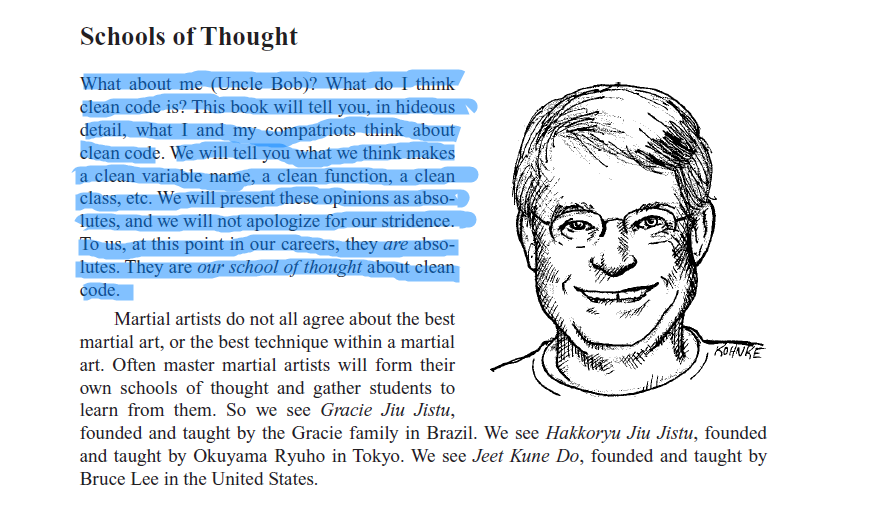 Schools of Thought
What about me (Uncle Bob)? What do I think
clean code is? This book will tell you, in hideous
detail, what I and my compatriots think about
clean code. We will tell you what we think makes
a clean variable name, a clean function, a clean
class, etc. We will present these opinions as abso-
lutes, and we will not apologize for our stridence.
To us, at this point in our careers, they are abso-
lutes. They are our school of thought about clean
code.
Martial artists do not all agree about the best
martial art, or the best technique within a martial
art. Often master martial artists will form their
own schools of thought and gather students to
learn from them. So we see Gracie Jiu Jistu,
founded and taught by the Gracie family in Brazil. We see Hakkoryu Jiu Jistu, founded
and taught by Okuyama Ryuho in Tokyo. We see Jeet Kune Do, founded and taught by
Bruce Lee in the United States.
KOHNKE